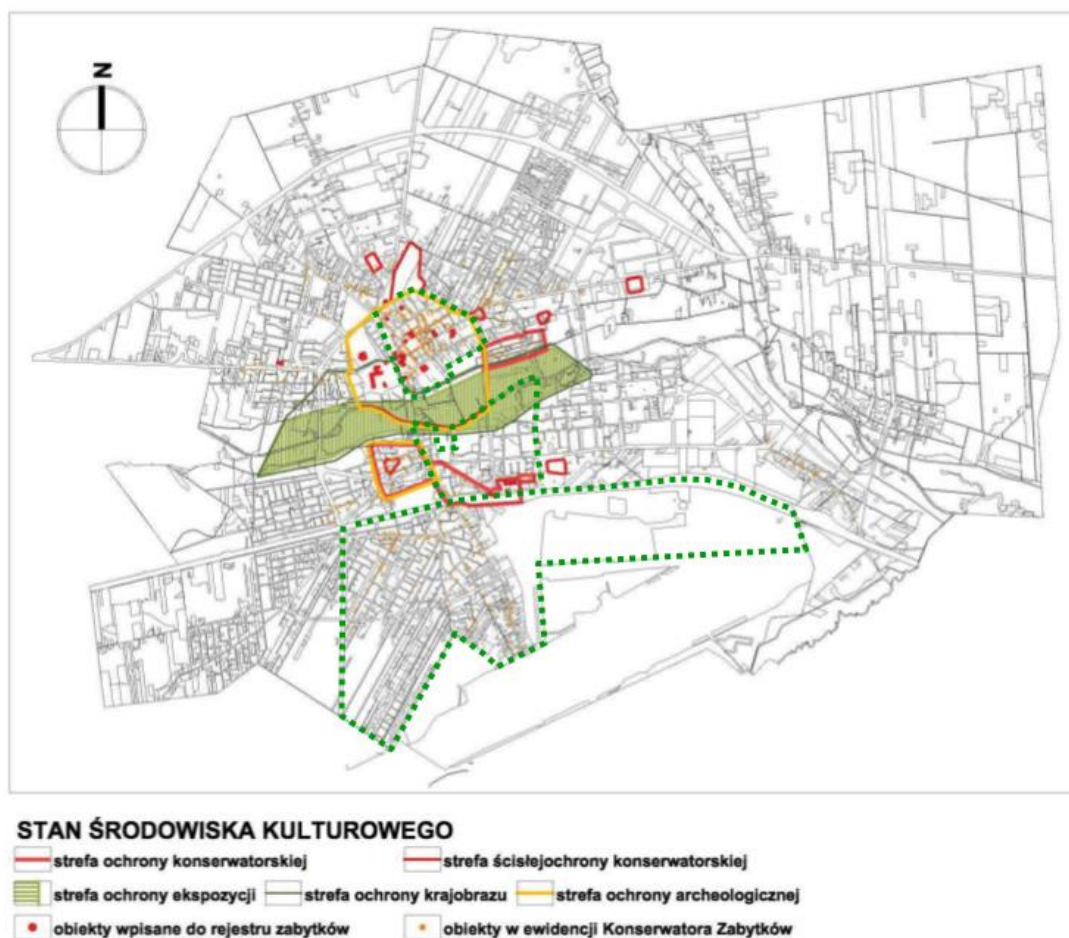 N
STAN ŚRODOWISKA KULTUROWEGO
strefa ochrony konserwatorskiej strefa ścisłejochrony konserwatorskiej
strefa ochrony ekspozycji strefa ochrony krajobrazu strefa ochrony archeologicznej
obiekty wpisane do rejestru zabytków obiekty w ewidencji Konserwatora Zabytków